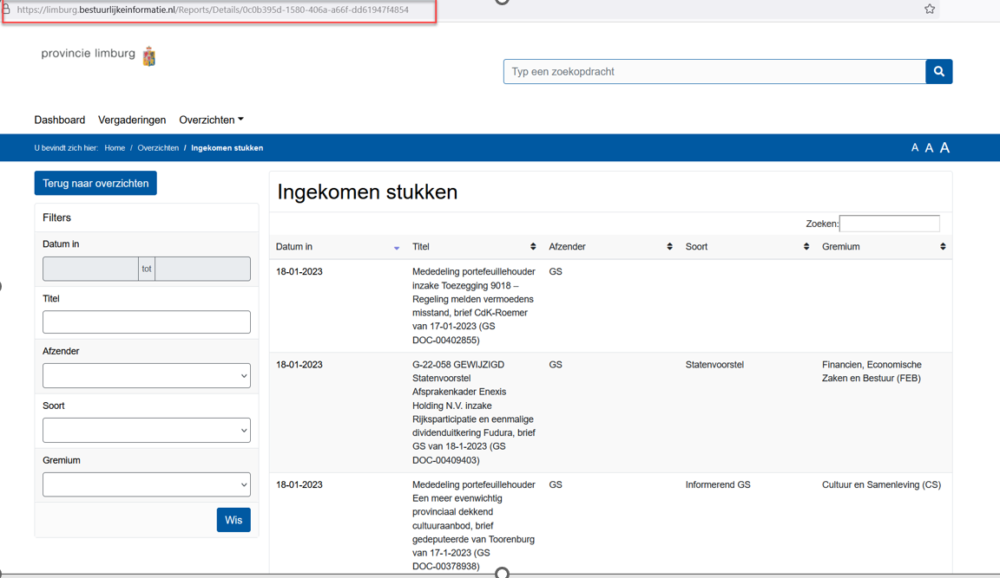 https://limburg.bestuurlijkeinformatie.nl/Reports/Details/0c0b395d-1580-406a-a66f-dd61947f4854
provincie limburg
Typ een zoekopdracht
Dashboard Vergaderingen Overzichten
U bevindt zich hier: Home / Overzichten / Ingekomen stukken A A A
Terug naar overzichten
Filters
Datum in
tot
Titel
Afzender
Soort
Gremium
Wis
Ingekomen stukken
Zoeken:
Datum in Titel Afzender Soort Gremium
18-01-2023 Mededeling portefeuillehouder GS
inzake Toezegging 9018 –
Regeling melden vermoedens
misstand, brief CdK-Roemer
van 17-01-2023 (GS
DOC-00402855)
18-01-2023 G-22-058 GEWIJZIGD GS Statenvoorstel Financien, Economische
Statenvoorstel Zaken en Bestuur (FEB)
Afsprakenkader Enexis
Holding N.V. inzake
Rijksparticipatie en eenmalige
dividenduitkering Fudura, brief
GS van 18-1-2023 (GS
DOC-00409403)
18-01-2023 Mededeling portefeuillehouder GS Informerend GS Cultuur en Samenleving (CS)
Een meer evenwichtig
provinciaal dekkend
cultuuraanbod, brief
gedeputeerde van Toorenburg
van 17-1-2023 (GS
DOC-00378938)